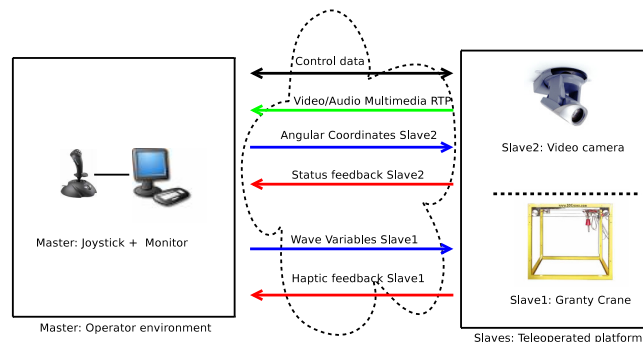 Control data
Video/Audio Multimedia RTP
Angular Coordinates Slave2
Status feedback Slave2
Wave Variables Slave1
Haptic feedback Slave1
Master: Joystick + Monitor
Master: Operator environment
Slave2: Video camera
Slave1: Granty Crane
Slaves: Teleoperated platform